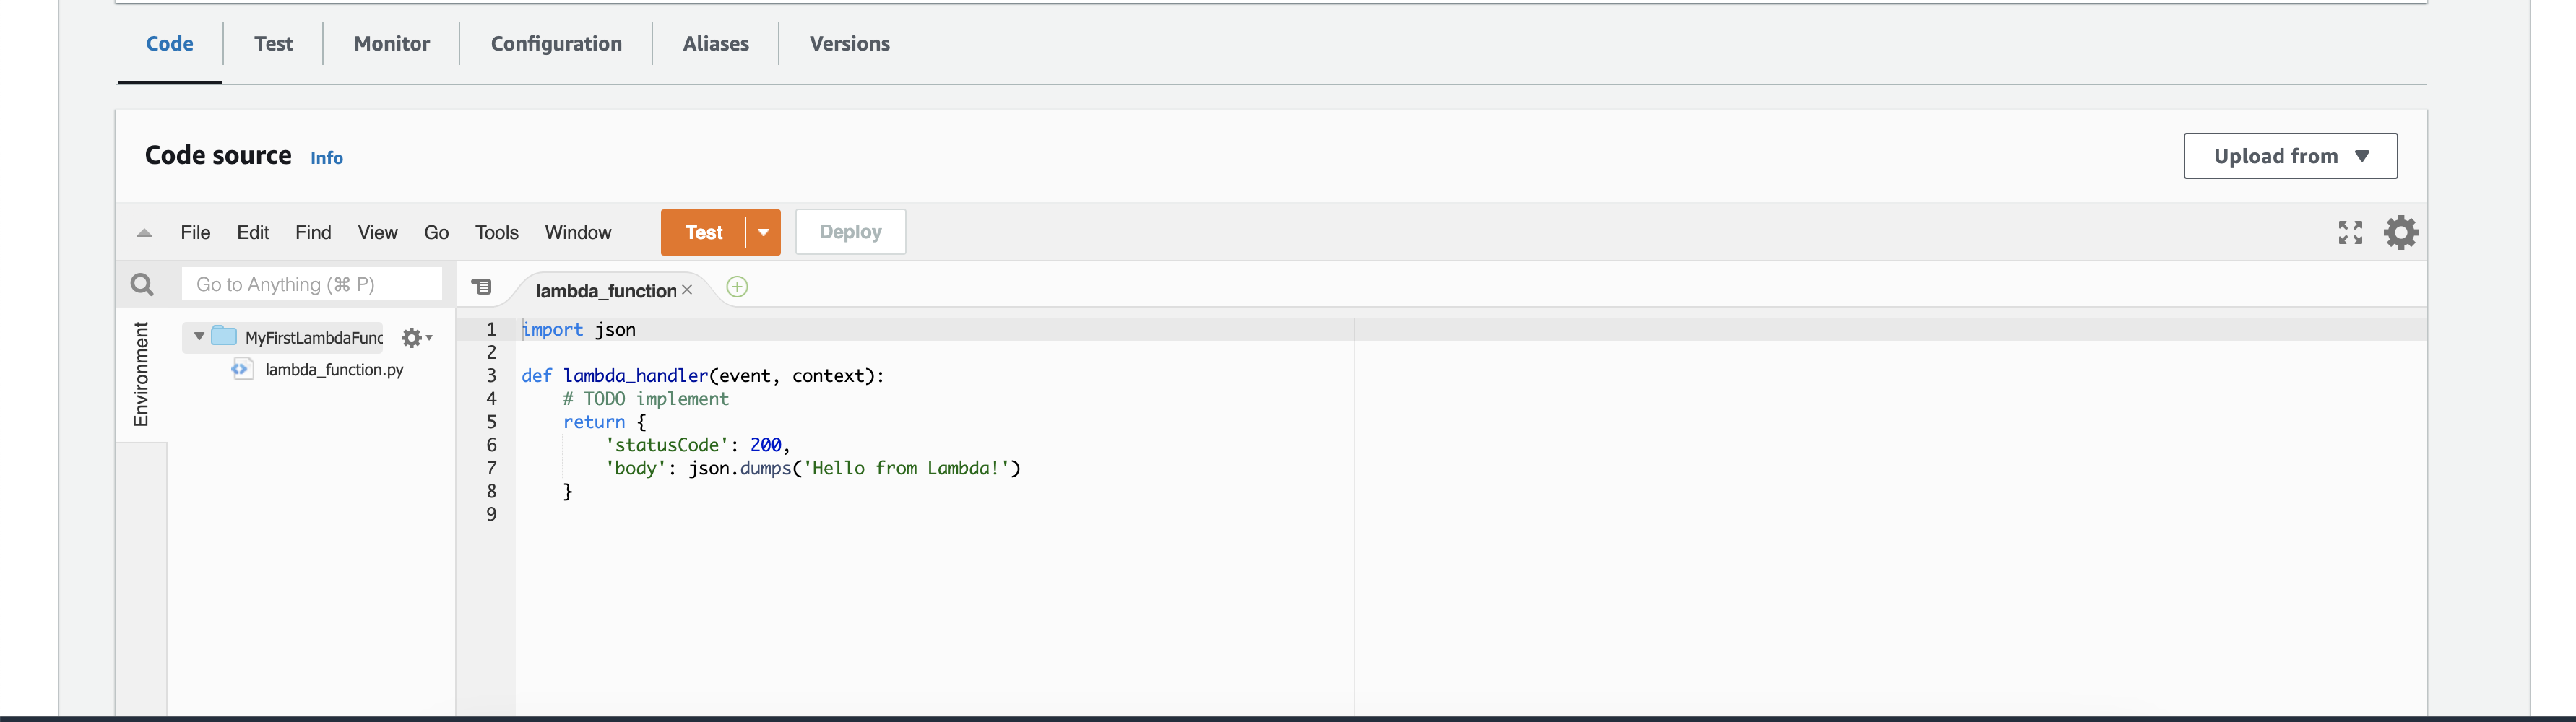 Code Test Monitor Configuration Aliases Versions
Code source Info
Upload from
File Edit Find View Go Tools Window Test Deploy
Go to Anything (⌘ P)
lambda_function
Environment
MyFirstLambdaFunc
lambda_function.py
1 import json
2
3 def lambda_handler(event, context):
4     # TODO implement
5     return {
6         'statusCode': 200,
7         'body': json.dumps('Hello from Lambda!')
8     }
9